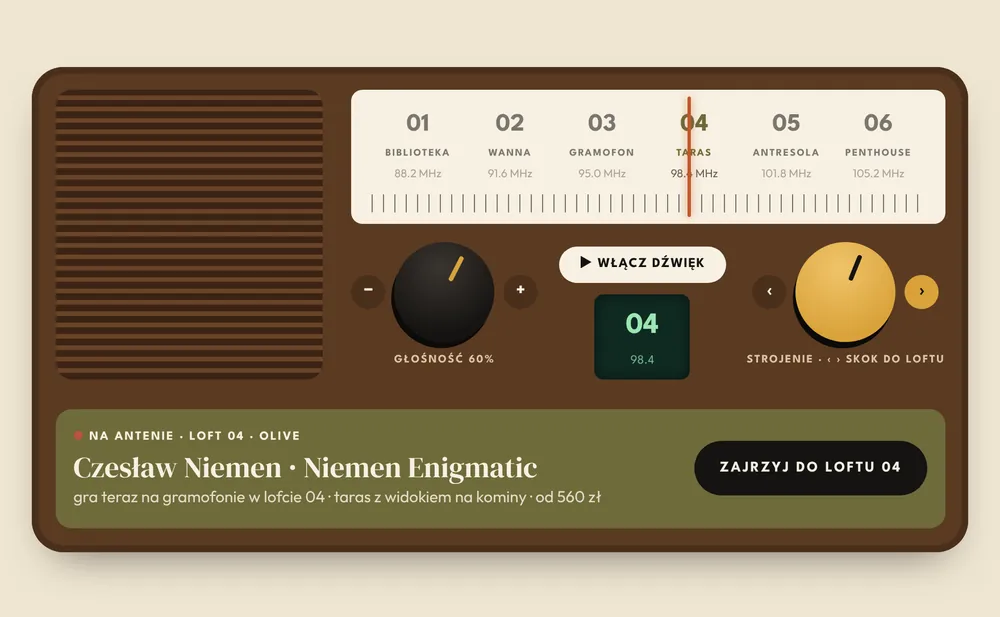 01 02 03 04 05 06
BIBLIOTEKA WANNA GRAMOFON TARAS ANTRESOLA PENTHOUSE
88.2 MHz 91.6 MHz 95.0 MHz 98.4 MHz 101.8 MHz 105.2 MHz
▶ WŁĄCZ DŹWIĘK
− + ‹ ›
04
98.4
GŁOŚNOŚĆ 60% STROJENIE · ‹ › SKOK DO LOFTU
NA ANTENIE · LOFT 04 · OLIVE
Czesław Niemen · Niemen Enigmatic
gra teraz na gramofonie w lofcie 04 · taras z widokiem na kominy · od 560 zł
ZAJRZYJ DO LOFTU 04